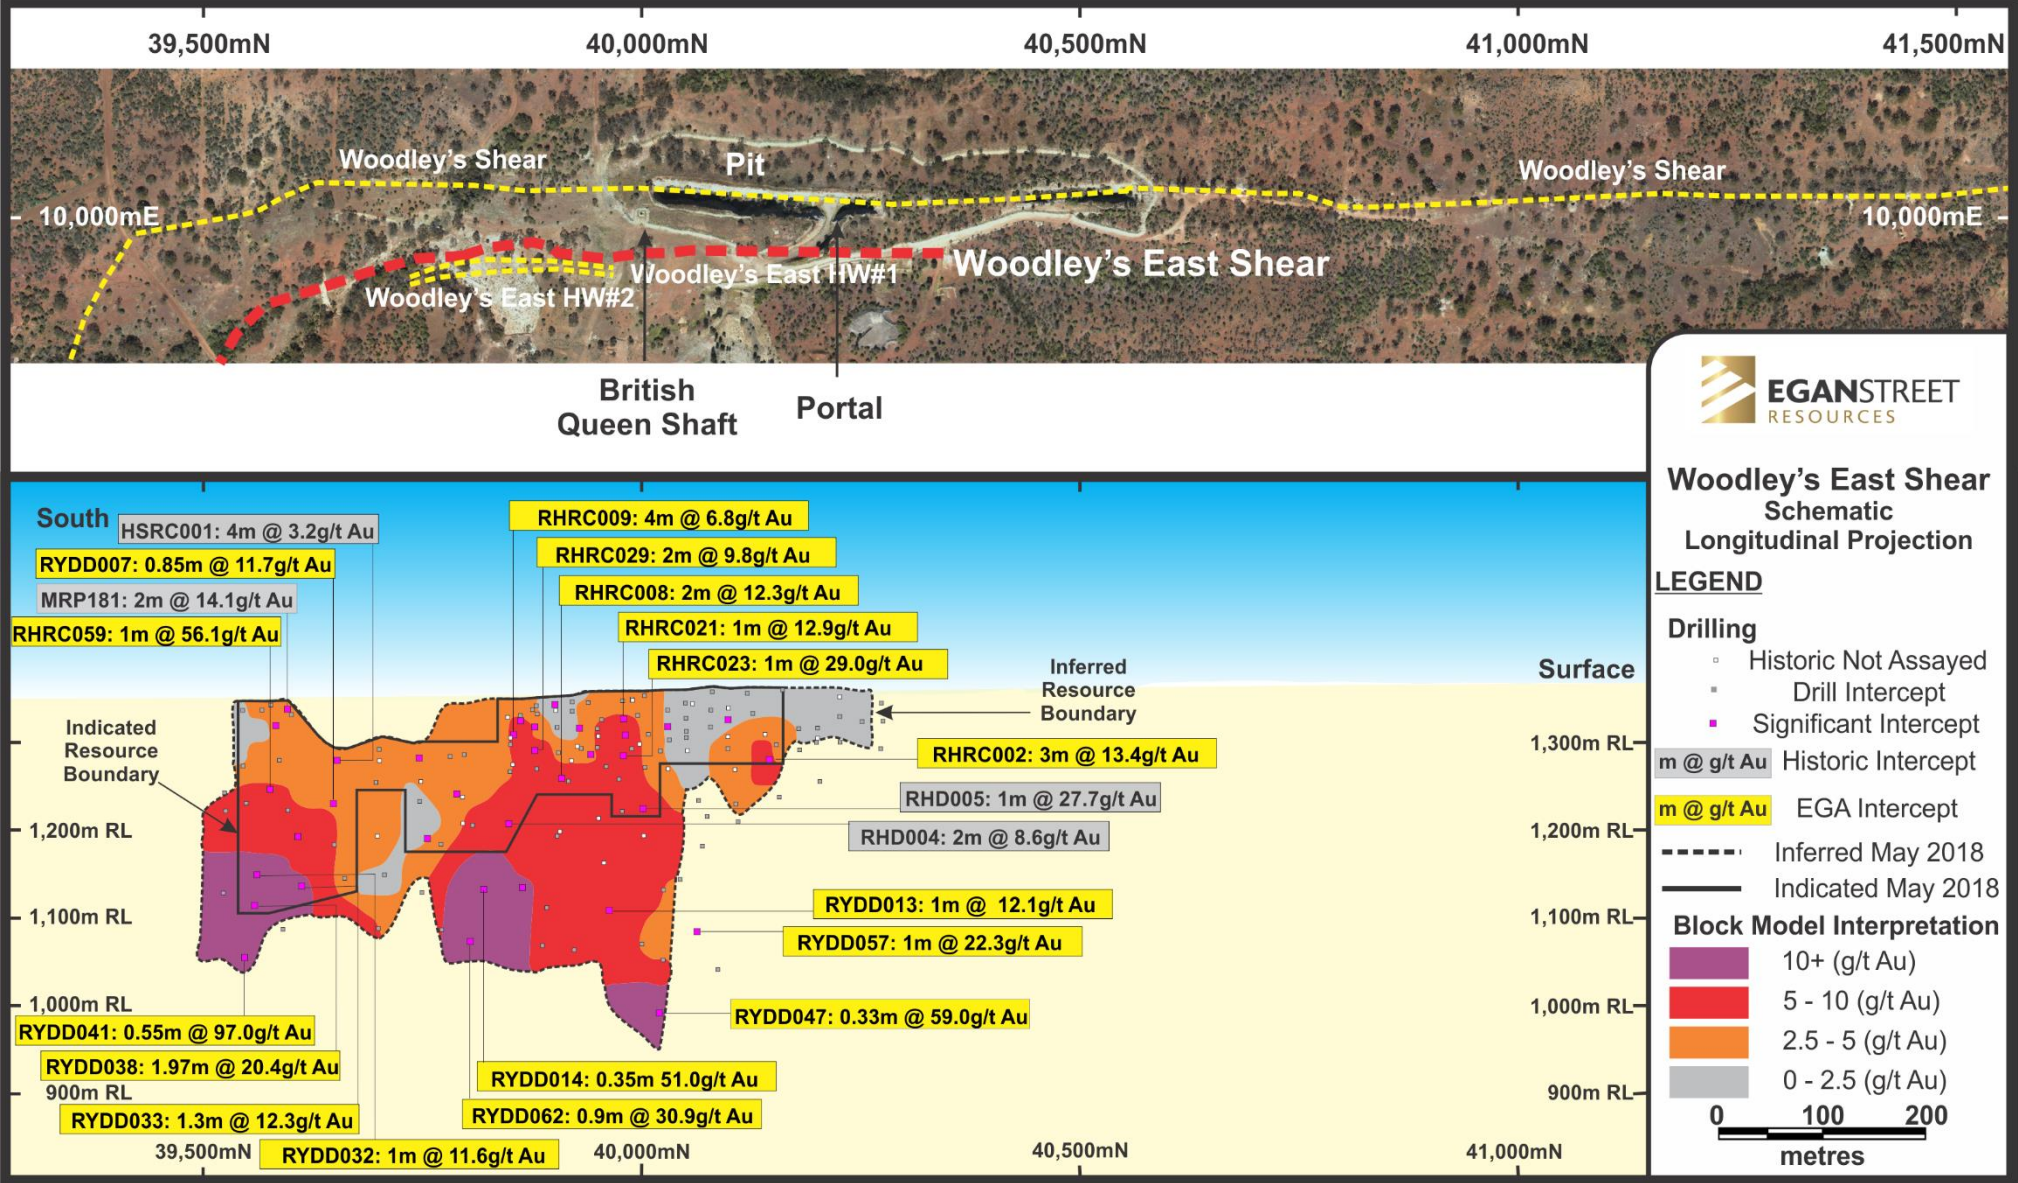 39,500mN
40,000mN
40,500mN
41,000mN
41,500mN
Woodley's Shear
Pit
Woodley's Shear
10,000mE
10,000mE
Woodley's East HW#1
Woodley's East Shear
Woodley's East HW#2
British
Queen Shaft
Portal
EGANSTREET
RESOURCES
Woodley's East Shear
Schematic
Longitudinal Projection
LEGEND
Drilling
Historic Not Assayed
Drill Intercept
Significant Intercept
m @ g/t Au Historic Intercept
m @ g/t Au EGA Intercept
Inferred May 2018
Indicated May 2018
Block Model Interpretation
10+ (g/t Au)
5 - 10 (g/t Au)
2.5 - 5 (g/t Au)
0 - 2.5 (g/t Au)
0 100 200
metres
South
HSRC001: 4m @ 3.2g/t Au
RYDD007: 0.85m @ 11.7g/t Au
MRP181: 2m @ 14.1g/t Au
RHRC059: 1m @ 56.1g/t Au
RHRC009: 4m @ 6.8g/t Au
RHRC029: 2m @ 9.8g/t Au
RHRC008: 2m @ 12.3g/t Au
RHRC021: 1m @ 12.9g/t Au
RHRC023: 1m @ 29.0g/t Au
Inferred
Resource
Boundary
Surface
Indicated
Resource
Boundary
RHRC002: 3m @ 13.4g/t Au
1,300m RL
RHD005: 1m @ 27.7g/t Au
1,200m RL
RHD004: 2m @ 8.6g/t Au
1,200m RL
RYDD013: 1m @ 12.1g/t Au
1,100m RL
RYDD057: 1m @ 22.3g/t Au
1,100m RL
1,000m RL
RYDD047: 0.33m @ 59.0g/t Au
1,000m RL
RYDD041: 0.55m @ 97.0g/t Au
RYDD038: 1.97m @ 20.4g/t Au
RYDD014: 0.35m 51.0g/t Au
900m RL
900m RL
RYDD033: 1.3m @ 12.3g/t Au
RYDD062: 0.9m @ 30.9g/t Au
39,500mN
RYDD032: 1m @ 11.6g/t Au
40,000mN
40,500mN
41,000mN